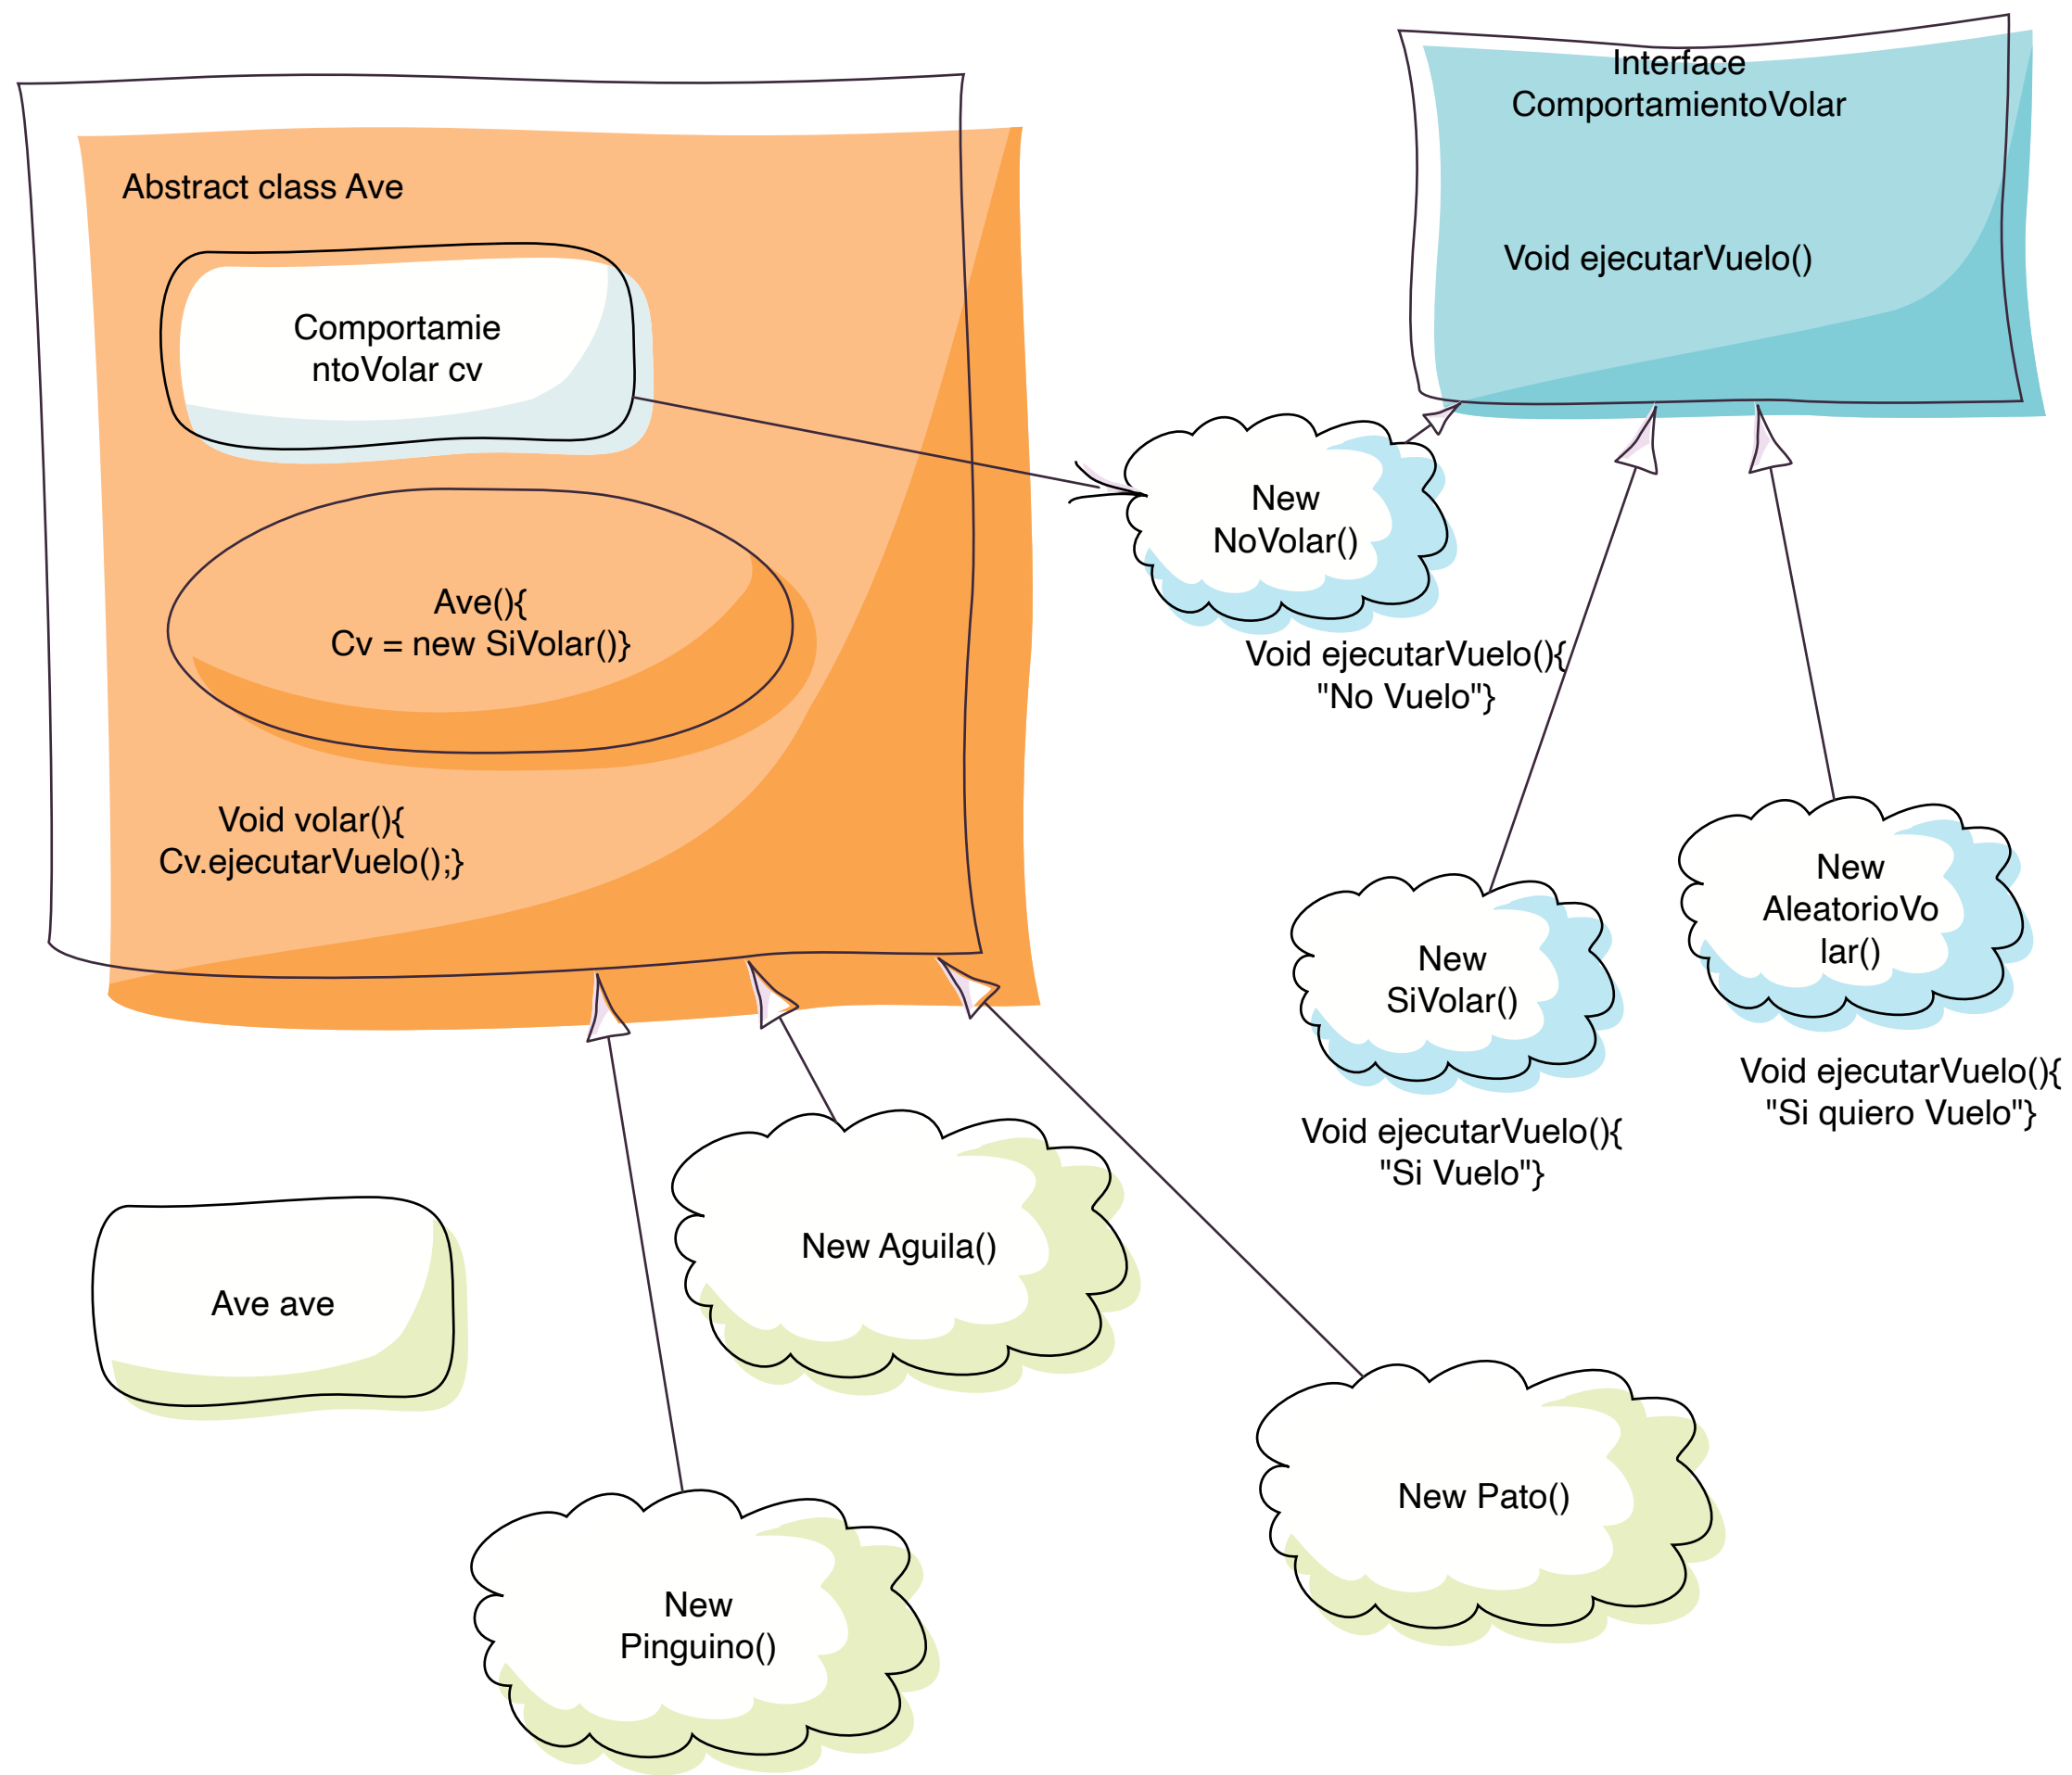 Abstract class Ave
Comportamie
ntoVolar cv
Ave(){
Cv = new SiVolar()}
Void volar(){
Cv.ejecutarVuelo();}
Interface
ComportamientoVolar
Void ejecutarVuelo()
New
NoVolar()
Void ejecutarVuelo(){
"No Vuelo"}
New
SiVolar()
Void ejecutarVuelo(){
"Si Vuelo"}
New
AleatorioVo
lar()
Void ejecutarVuelo(){
"Si quiero Vuelo"}
Ave ave
New Aguila()
New Pato()
New
Pinguino()